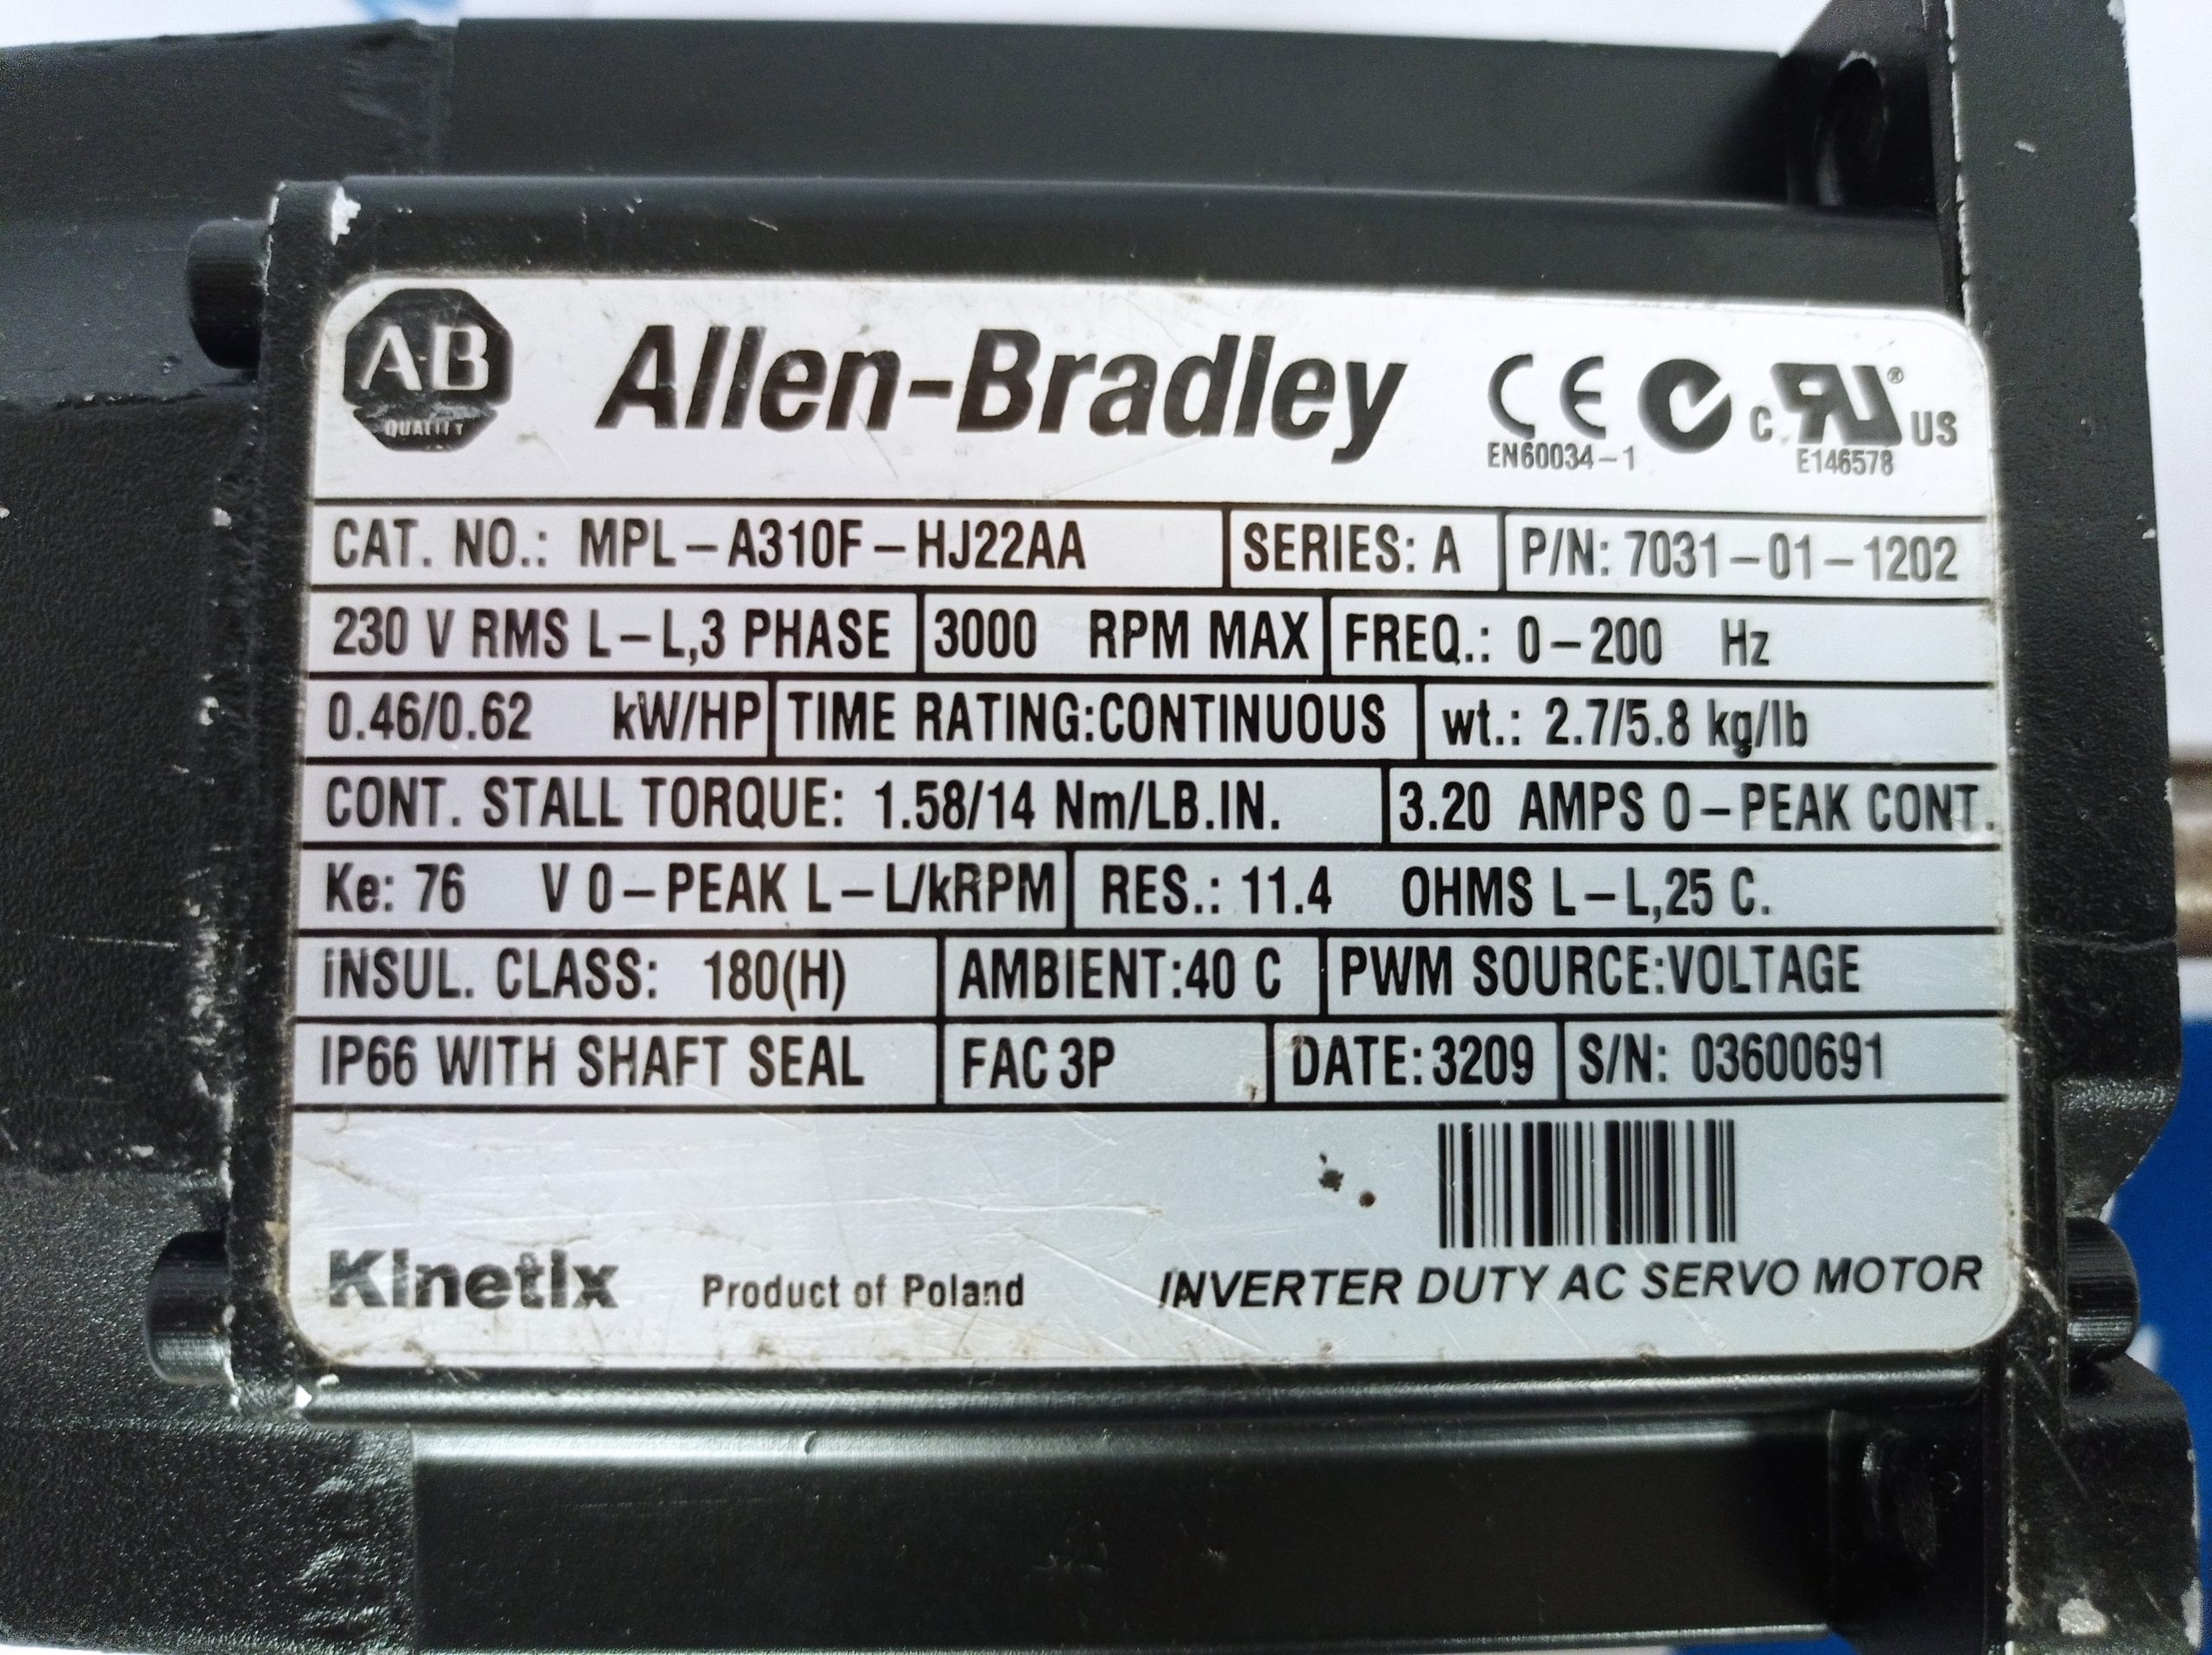 A-B QUALITY Allen-Bradley CE C RU® US
EN60034-1 E146578
CAT. NO.: MPL-A310F-HJ22AA SERIES: A P/N: 7031-01-1202
230 V RMS L-L,3 PHASE 3000 RPM MAX FREQ.: 0-200 Hz
0.46/0.62 kW/HP TIME RATING:CONTINUOUS wt.: 2.7/5.8 kg/lb
CONT. STALL TORQUE: 1.58/14 Nm/LB.IN. 3.20 AMPS 0-PEAK CONT.
Ke: 76 V 0-PEAK L-L/kRPM RES.: 11.4 OHMS L-L,25 C.
INSUL. CLASS: 180(H) AMBIENT:40 C PWM SOURCE:VOLTAGE
IP66 WITH SHAFT SEAL FAC 3P DATE:3209 S/N: 03600691
Kinetix Product of Poland INVERTER DUTY AC SERVO MOTOR